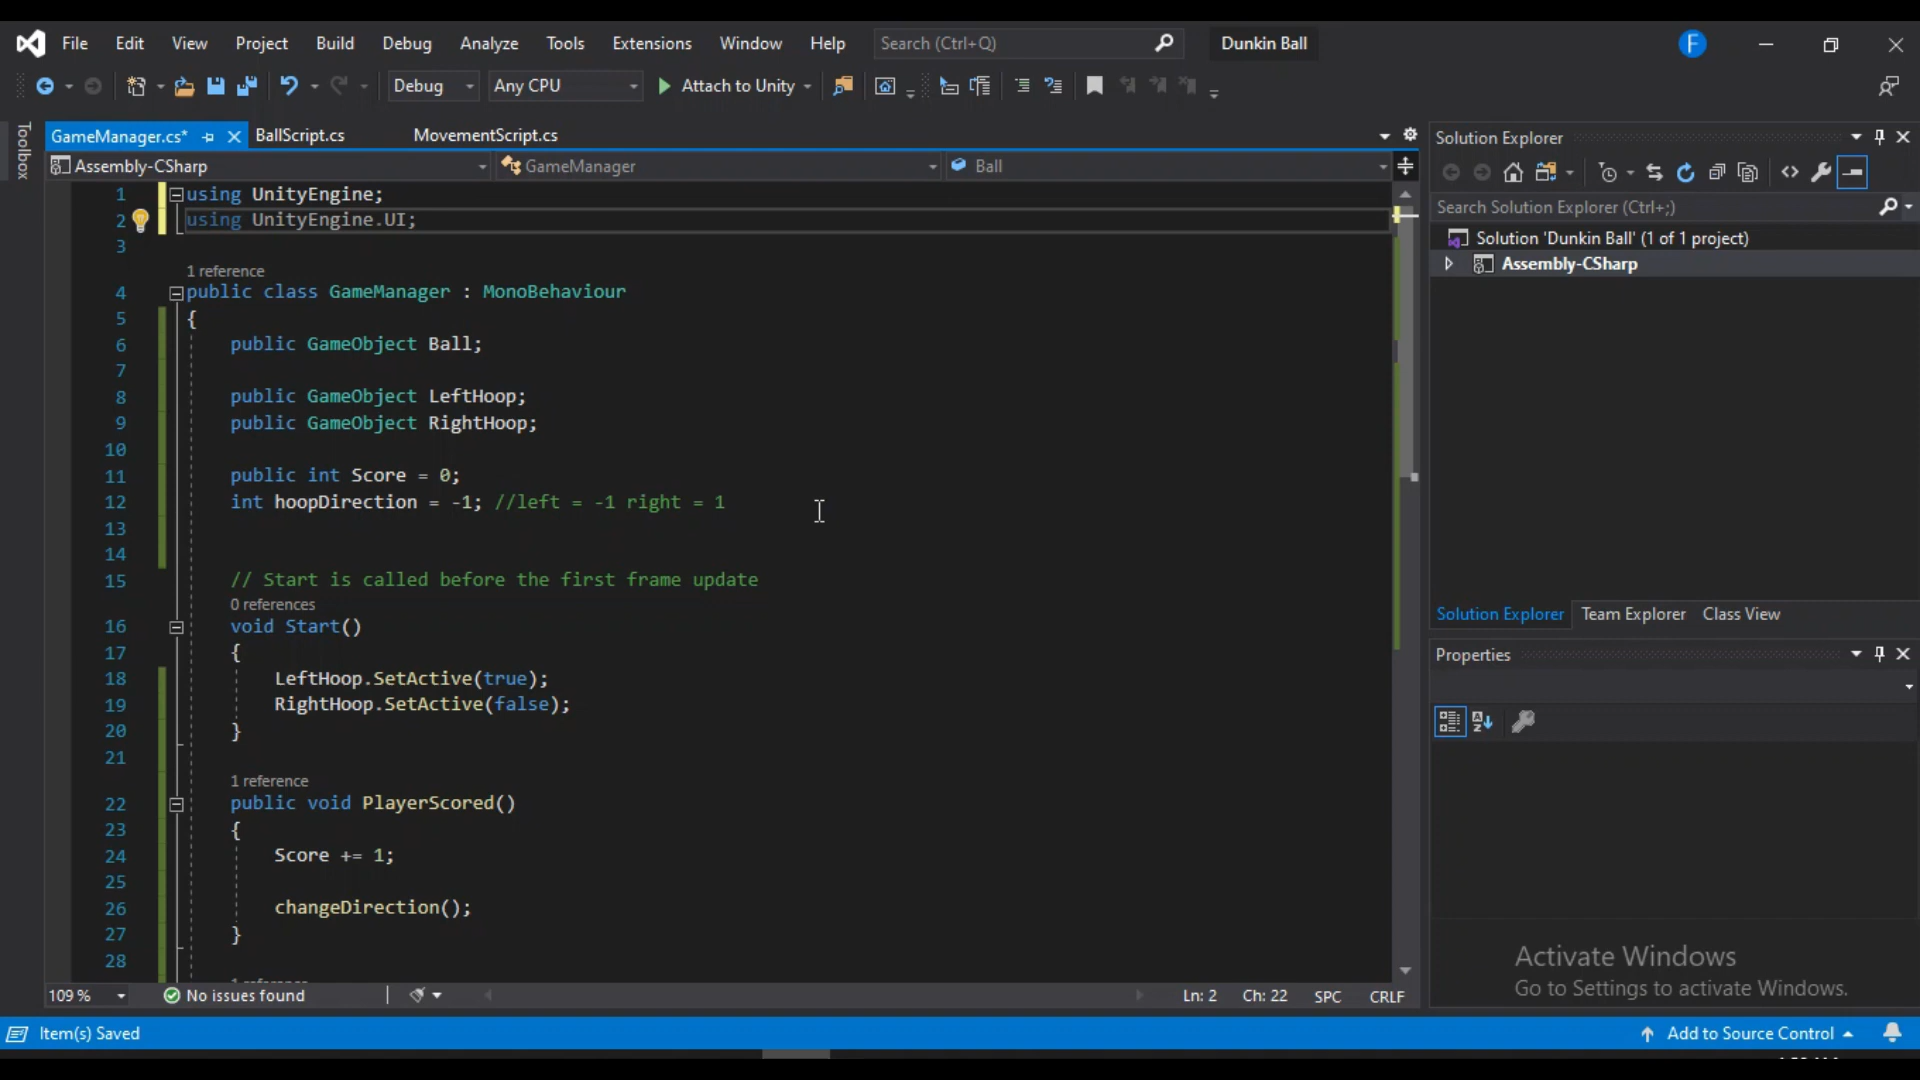 File Edit View Project Build Debug Analyze Tools Extensions Window Help Search (Ctrl+Q) Dunkin Ball F
Debug Any CPU Attach to Unity
Toolbox
GameManager.cs* BallScript.cs MovementScript.cs
Assembly-CSharp GameManager Ball
1 using UnityEngine;
2 using UnityEngine.UI;
3
1 reference
4 public class GameManager : MonoBehaviour
5 {
6 public GameObject Ball;
7
8 public GameObject LeftHoop;
9 public GameObject RightHoop;
10
11 public int Score = 0;
12 int hoopDirection = -1; //left = -1 right = 1
13
14
15 // Start is called before the first frame update
0 references
16 void Start()
17 {
18 LeftHoop.SetActive(true);
19 RightHoop.SetActive(false);
20 }
21
1 reference
22 public void PlayerScored()
23 {
24 Score += 1;
25
26 changeDirection();
27 }
28
109 % No issues found Ln: 2 Ch: 22 SPC CRLF
Solution Explorer
Search Solution Explorer (Ctrl+;)
Solution 'Dunkin Ball' (1 of 1 project)
Assembly-CSharp
Solution Explorer Team Explorer Class View
Properties
Activate Windows
Go to Settings to activate Windows.
Item(s) Saved Add to Source Control